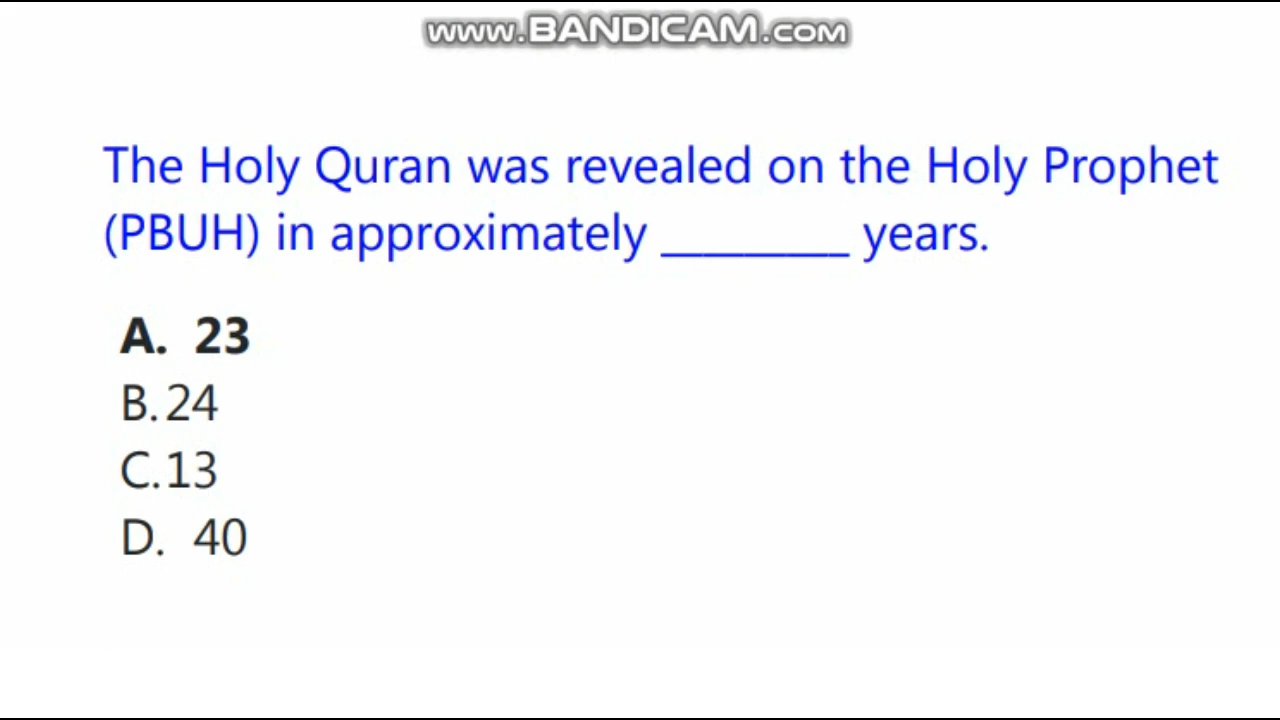 www.BANDICAM.com
The Holy Quran was revealed on the Holy Prophet
(PBUH) in approximately ________ years.
A. 23
B. 24
C. 13
D. 40